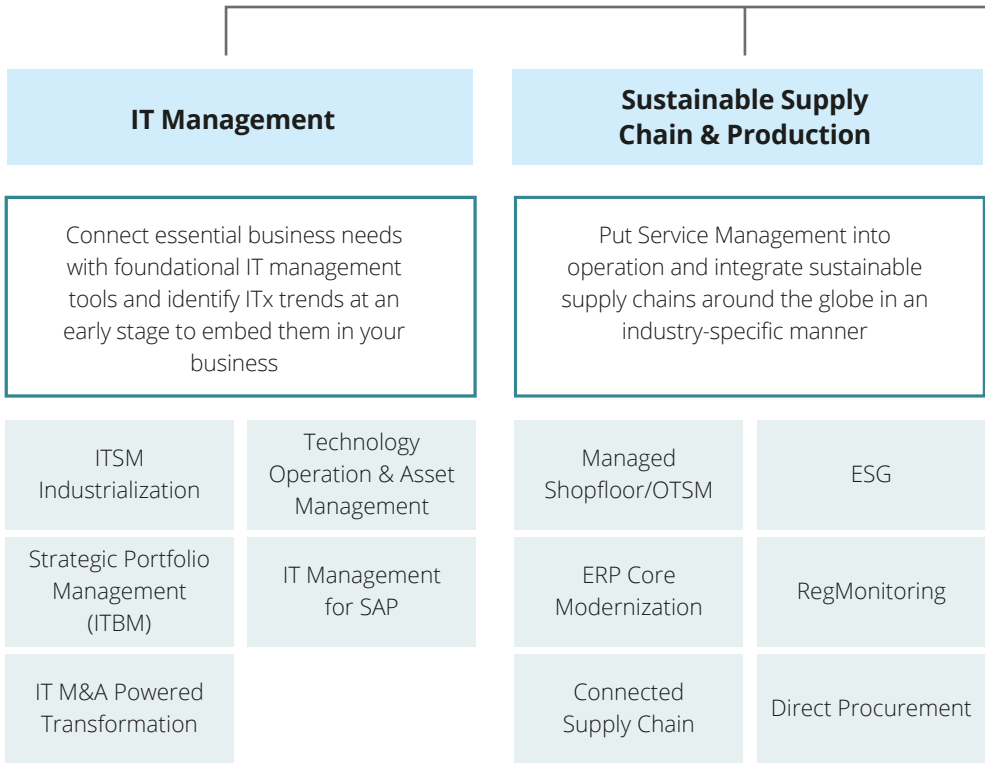 IT Management
Connect essential business needs
with foundational IT management
tools and identify ITx trends at an
early stage to embed them in your
business
ITSM
Industrialization
Technology
Operation & Asset
Management
Strategic Portfolio
Management
(ITBM)
IT Management
for SAP
IT M&A Powered
Transformation
Sustainable Supply
Chain & Production
Put Service Management into
operation and integrate sustainable
supply chains around the globe in an
industry-specific manner
Managed
Shopfloor/OTSM
ESG
ERP Core
Modernization
RegMonitoring
Connected
Supply Chain
Direct Procurement